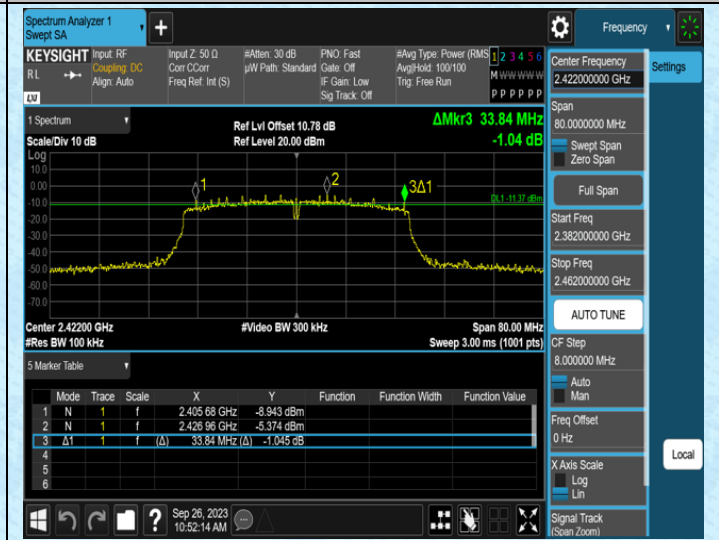 Spectrum Analyzer 1
Swept SA
+
Frequency
KEYSIGHT
RL
LXI
Input: RF
Coupling: DC
Align: Auto
Input Z: 50 Ω
Corr CCorr
Freq Ref: Int (S)
#Atten: 30 dB
µW Path: Standard
PNO: Fast
Gate: Off
IF Gain: Low
Sig Track: Off
#Avg Type: Power (RMS
Avg|Hold: 100/100
Trig: Free Run
1 2 3 4 5 6
M W W W W W
P P P P P P
Center Frequency
2.422000000 GHz
Settings
Span
80.0000000 MHz
Swept Span
Zero Span
Full Span
Start Freq
2.382000000 GHz
Stop Freq
2.462000000 GHz
AUTO TUNE
CF Step
8.000000 MHz
Auto
Man
Freq Offset
0 Hz
X Axis Scale
Log
Lin
Signal Track
(Span Zoom)
Local
1 Spectrum
Scale/Div 10 dB
Ref Lvl Offset 10.78 dB
Ref Level 20.00 dBm
ΔMkr3 33.84 MHz
-1.04 dB
Log
10.0
0.00
-10.0
-20.0
-30.0
-40.0
-50.0
-60.0
-70.0
1
2
3Δ1
DL1 -11.37 dBm
Center 2.42200 GHz
#Res BW 100 kHz
#Video BW 300 kHz
Span 80.00 MHz
Sweep 3.00 ms (1001 pts)
5 Marker Table
Mode Trace Scale X Y Function Function Width Function Value
1 N 1 f 2.405 68 GHz -8.943 dBm
2 N 1 f 2.426 96 GHz -5.374 dBm
3 Δ1 1 f (Δ) 33.84 MHz (Δ) -1.045 dB
4
5
6
?
Sep 26, 2023
10:52:14 AM